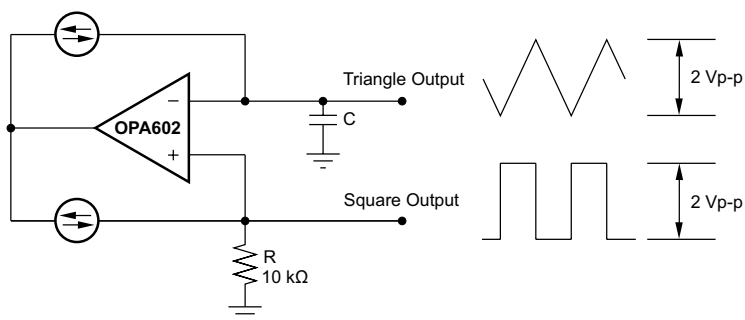 Triangle Output
2 Vp-p
−
OPA602
C
+
Square Output
2 Vp-p
R
10 kΩ